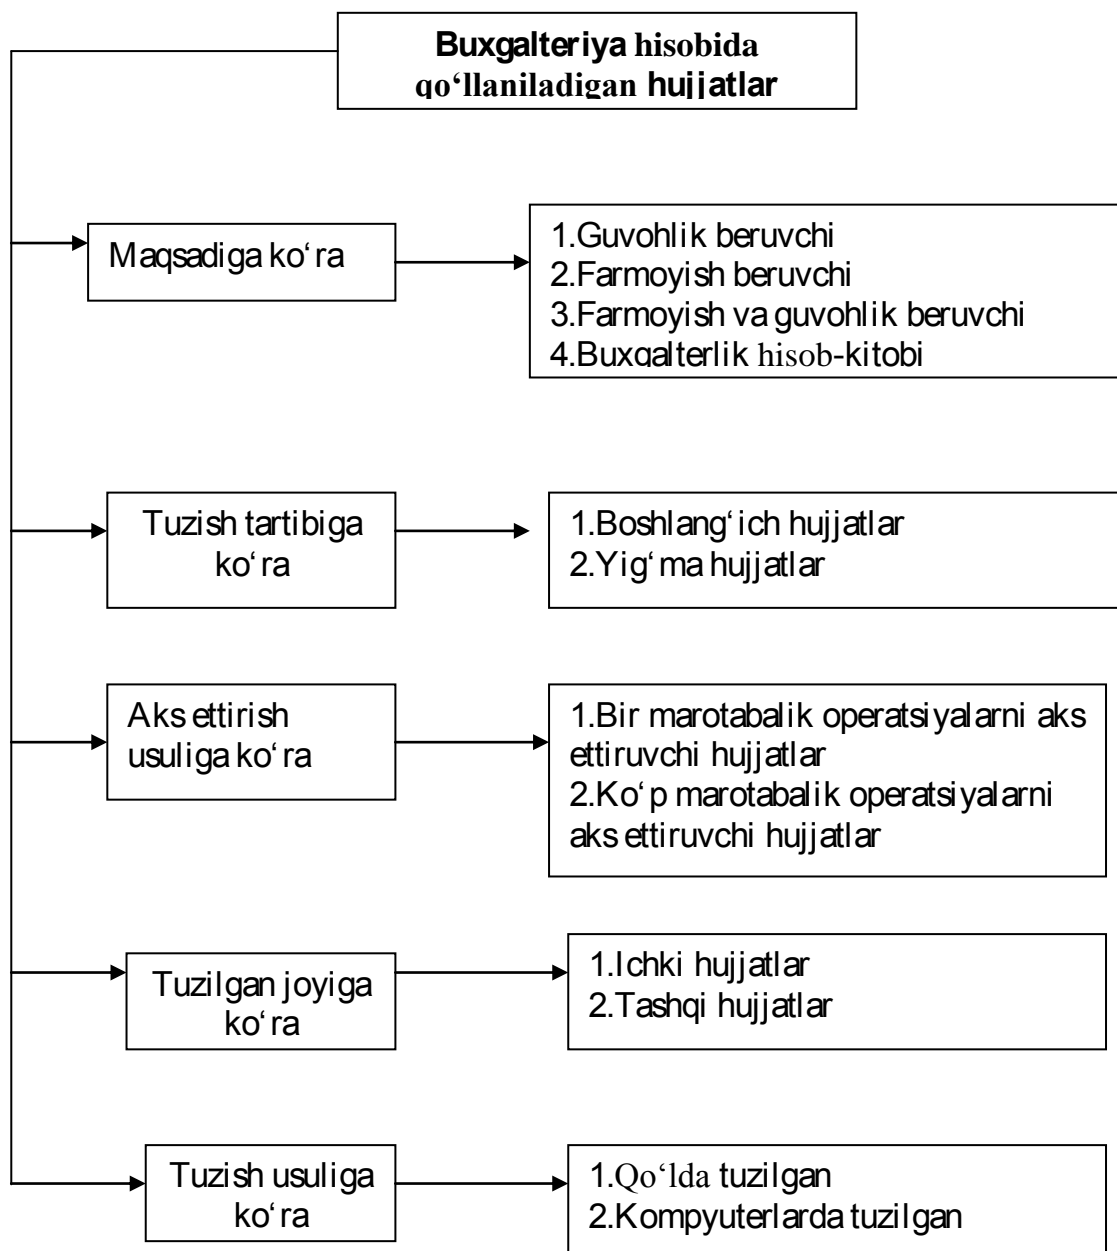 Buxgalteriya hisobida
qo‘llaniladigan hujjatlar
Maqsadiga ko‘ra
1.Guvohlik beruvchi
2.Farmoyish beruvchi
3.Farmoyish va guvohlik beruvchi
4.Buxgalterlik hisob-kitobi
Tuzish tartibiga
ko‘ra
1.Boshlang‘ich hujjatlar
2.Yig‘ma hujjatlar
Aks ettirish
usuliga ko‘ra
1.Bir marotabalik operatsiyalarni aks
ettiruvchi hujjatlar
2.Ko‘p marotabalik operatsiyalarni
aks ettiruvchi hujjatlar
Tuzilgan joyiga
ko‘ra
1.Ichki hujjatlar
2.Tashqi hujjatlar
Tuzish usuliga
ko‘ra
1.Qo‘lda tuzilgan
2.Kompyuterlarda tuzilgan